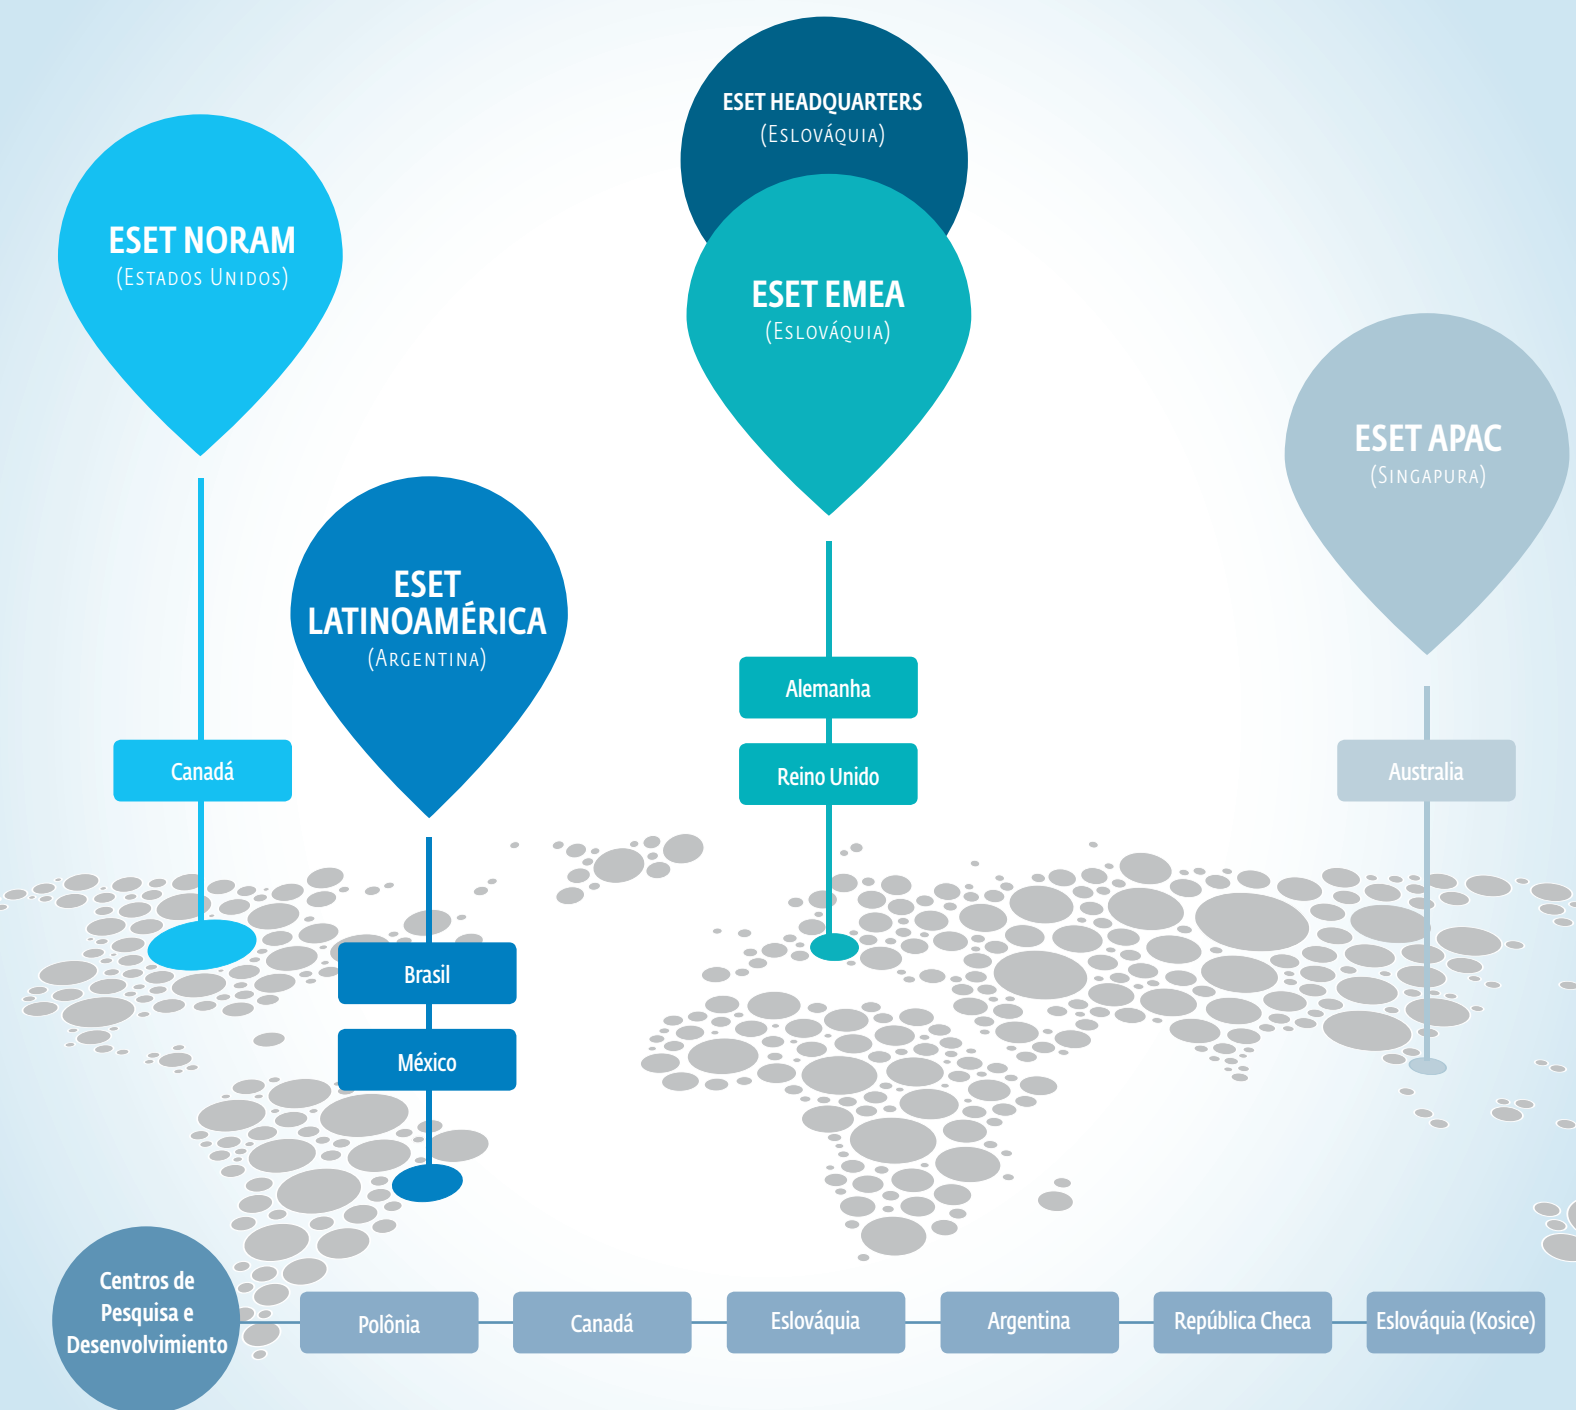 ESET HEADQUARTERS
(ESLOVÁQUIA)
ESET NORAM
(ESTADOS UNIDOS)
ESET EMEA
(ESLOVÁQUIA)
ESET APAC
(SINGAPURA)
ESET
LATINOAMÉRICA
(ARGENTINA)
Alemanha
Reino Unido
Canadá
Australia
Brasil
México
Centros de
Pesquisa e
Desenvolvimiento
Polônia
Canadá
Eslováquia
Argentina
República Checa
Eslováquia (Kosice)